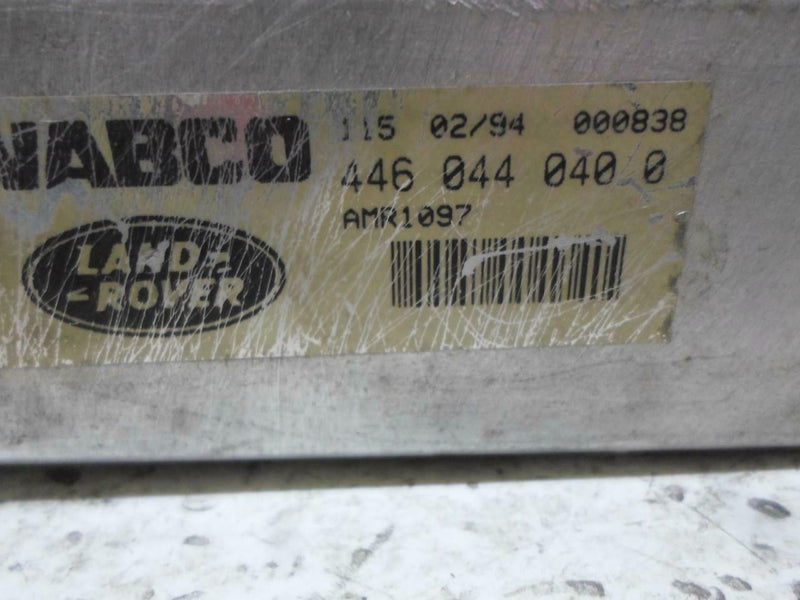 WABCO
115 02/94 000838
446 044 040 0
AMR1097
LAND-
-ROVER